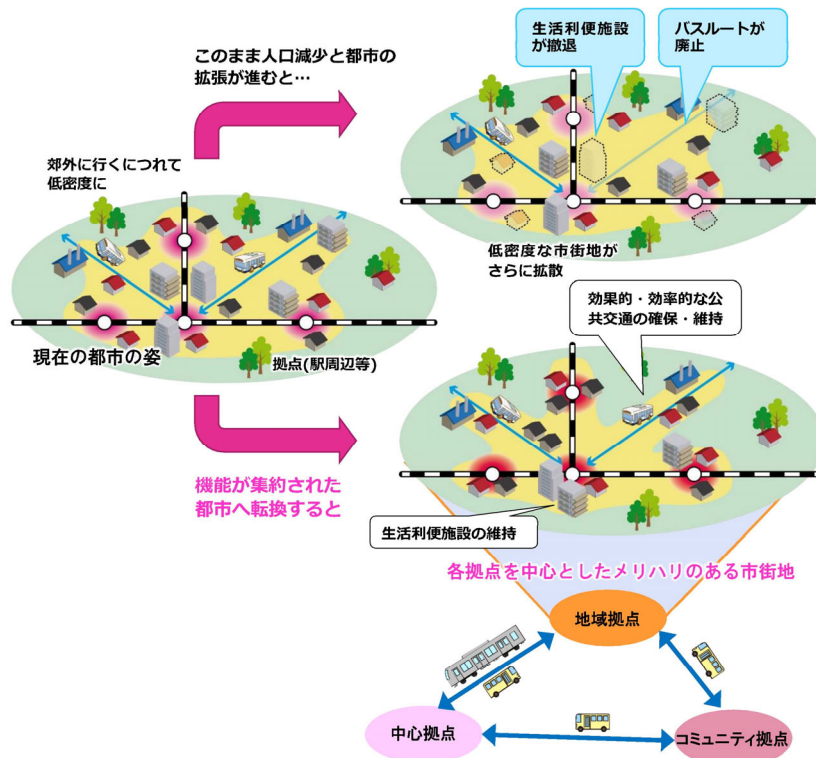 このまま人口減少と都市の
拡張が進むと…
生活利便施設
が撤退
バスルートが
廃止
郊外に行くにつれて
低密度に
現在の都市の姿
拠点(駅周辺等)
低密度な市街地が
さらに拡散
効果的・効率的な公
共交通の確保・維持
機能が集約された
都市へ転換すると
生活利便施設の維持
各拠点を中心としたメリハリのある市街地
地域拠点
中心拠点
コミュニティ拠点